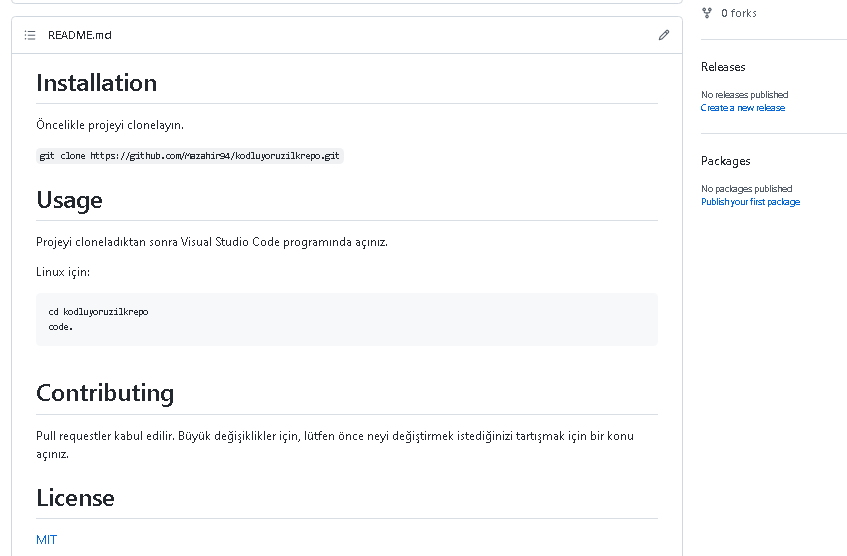 README.md
Installation
Öncelikle projeyi clonelayın.
git clone https://github.com/Mazahir94/kodluyoruzilkrepo.git
Usage
Projeyi cloneladıktan sonra Visual Studio Code programında açınız.
Linux için:
cd kodluyoruzilkrepo
code.
Contributing
Pull requestler kabul edilir. Büyük değişiklikler için, lütfen önce neyi değiştirmek istediğinizi tartışmak için bir konu
açınız.
License
MIT
0 forks
Releases
No releases published
Create a new release
Packages
No packages published
Publish your first package